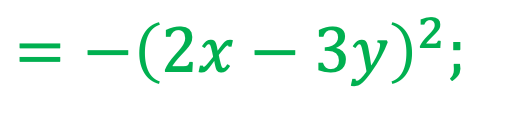 = −(2x − 3y)²;